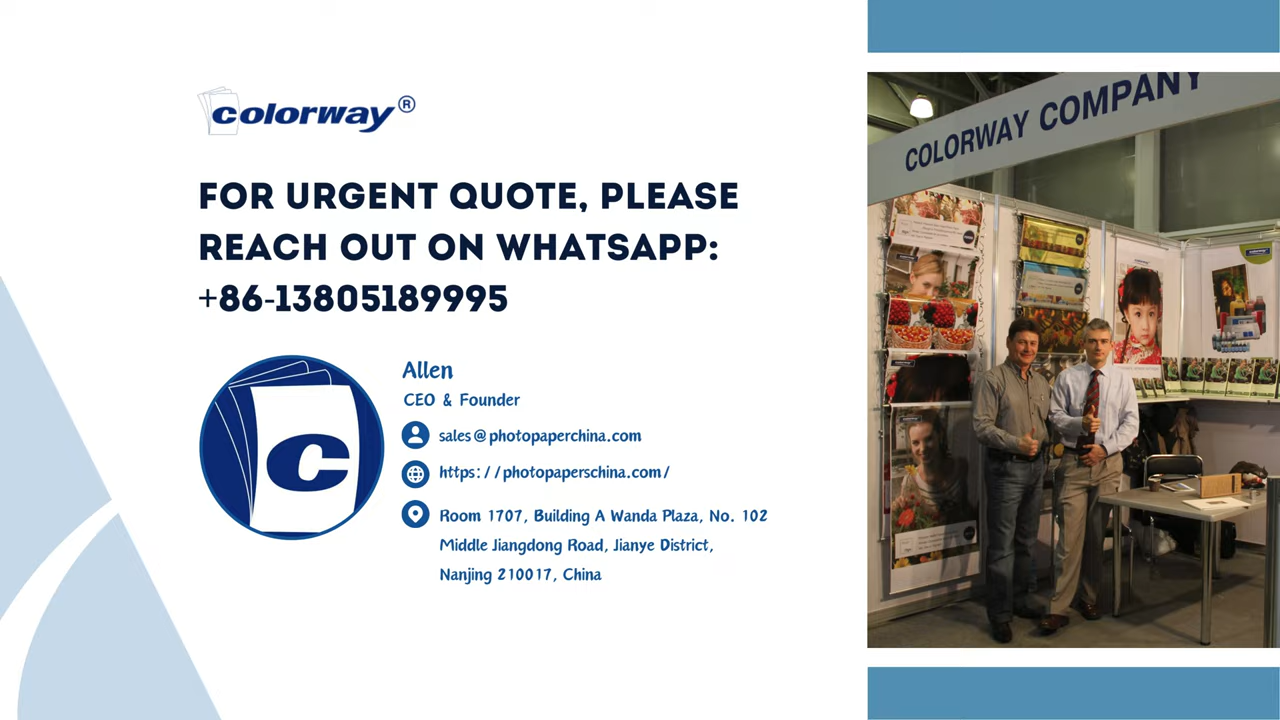 colorway®
FOR URGENT QUOTE, PLEASE
REACH OUT ON WHATSAPP:
+86-13805189995
C
Allen
CEO & Founder
sales@photopaperchina.com
https://photopaperschina.com/
Room 1707, Building A Wanda Plaza, No. 102
Middle Jiangdong Road, Jianye District,
Nanjing 210017, China
COLORWAY COMPANY